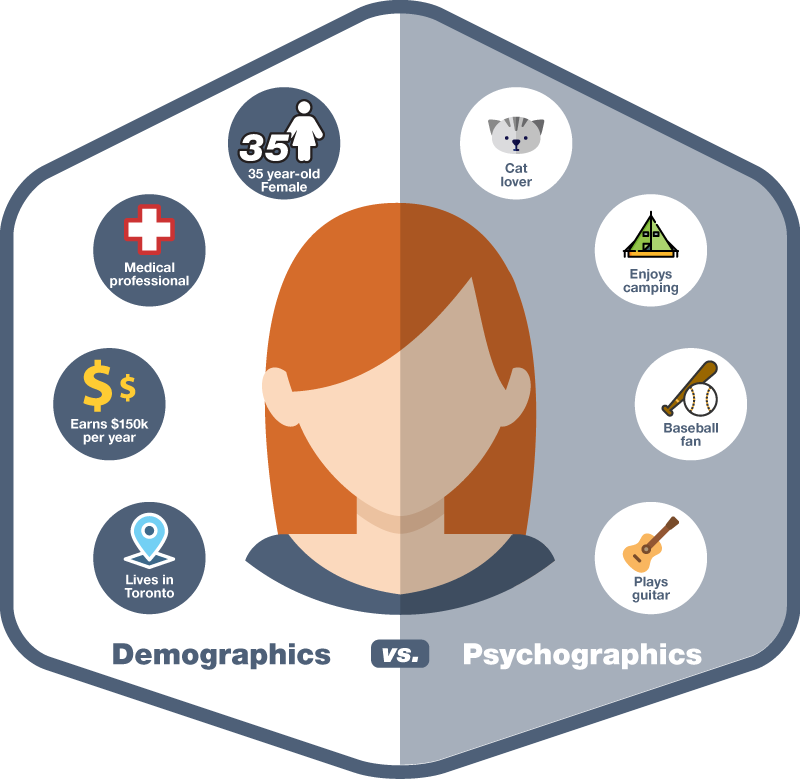 35
35 year-old
Female
Medical
professional
Earns $150k
per year
Lives in
Toronto
Cat
lover
Enjoys
camping
Baseball
fan
Plays
guitar
Demographics vs. Psychographics